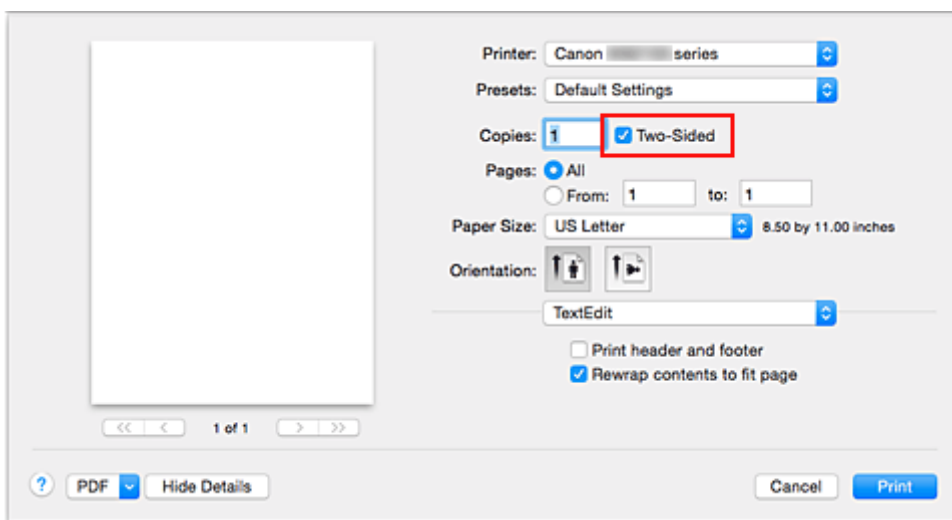 Printer: Canon series
Presets: Default Settings
Copies: 1 Two-Sided
Pages: All
From: 1 to: 1
Paper Size: US Letter 8.50 by 11.00 inches
Orientation:
TextEdit
Print header and footer
Rewrap contents to fit page
<< < 1 of 1 > >>
? PDF Hide Details Cancel Print